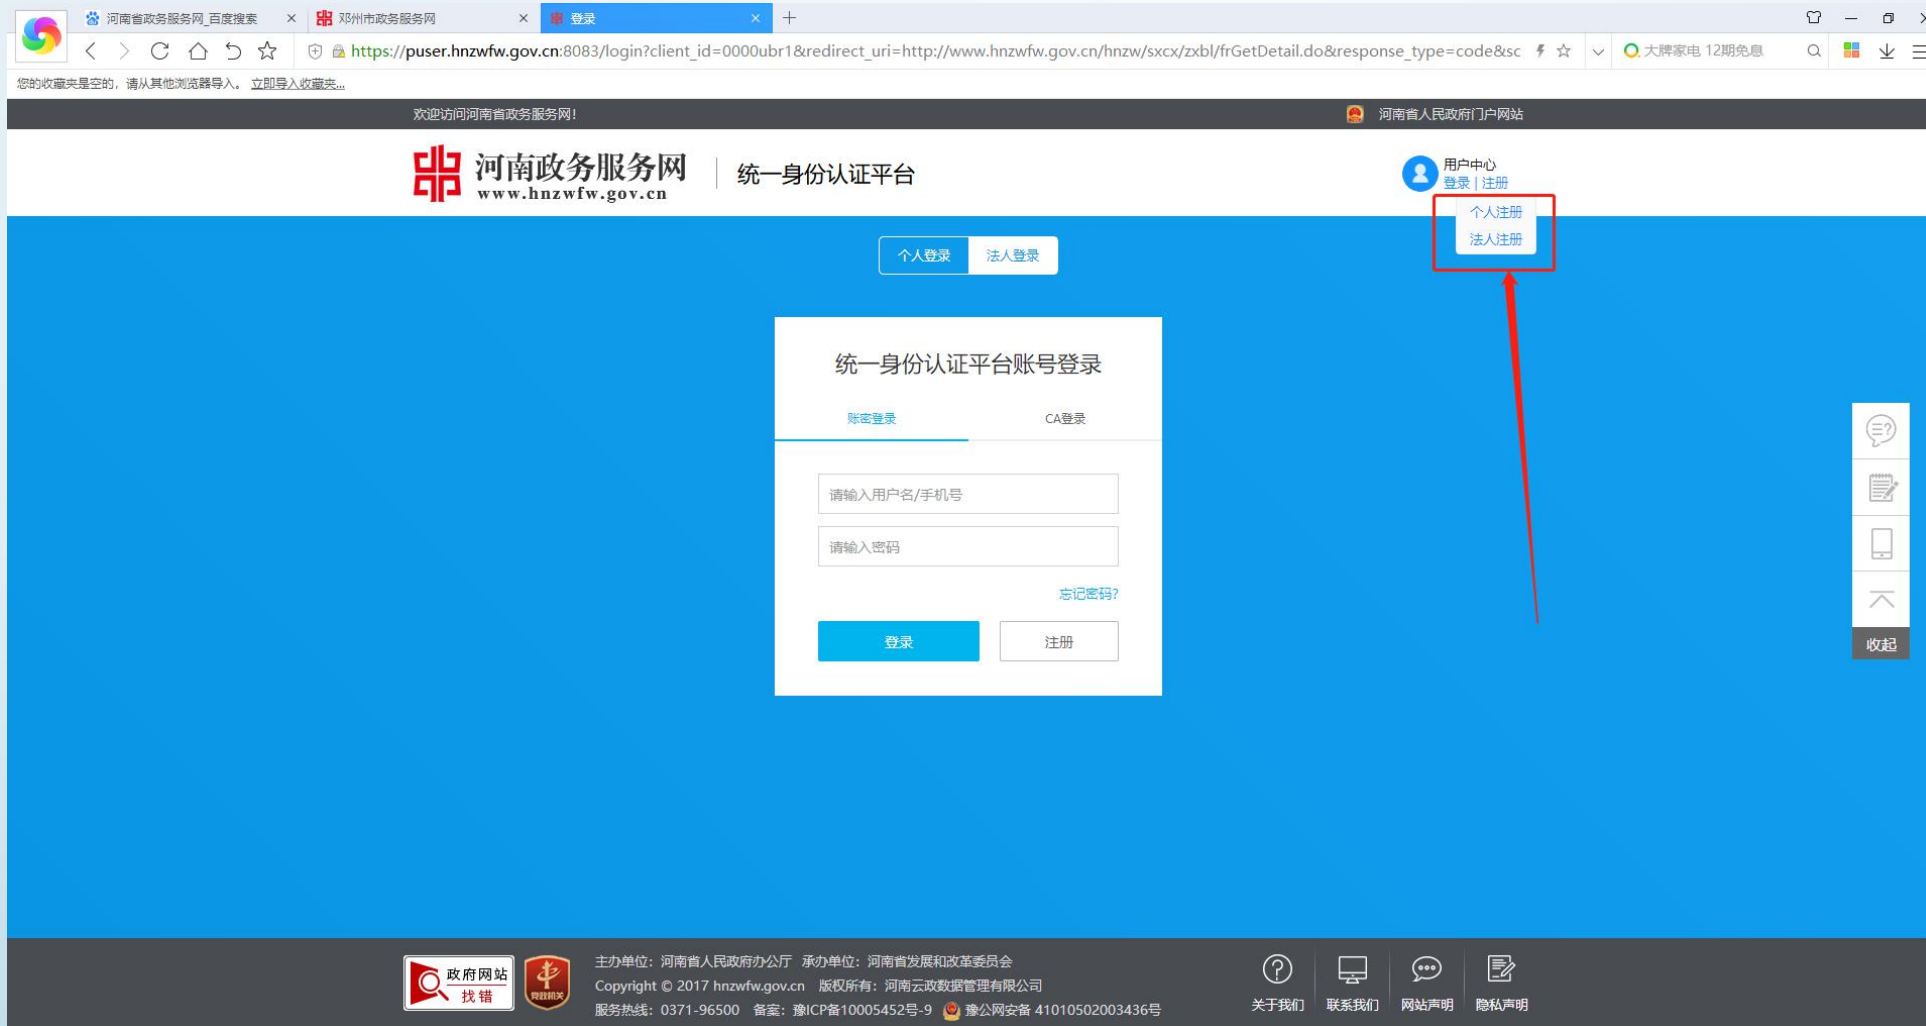 河南省政务服务网_百度搜索
邓州市政务服务网
登录
https://puser.hnzwfw.gov.cn:8083/login?client_id=0000ubr1&redirect_uri=http://www.hnzwfw.gov.cn/hnzw/sxcx/zxbl/frGetDetail.do&response_type=code&sc
大牌家电 12期免息
您的收藏夹是空的，请从其他浏览器导入。 立即导入收藏夹...
欢迎访问河南省政务服务网！
河南省人民政府门户网站
河南政务服务网
www.hnzwfw.gov.cn
统一身份认证平台
用户中心
登录 | 注册
个人注册
法人注册
个人登录
法人登录
统一身份认证平台账号登录
账密登录
CA登录
请输入用户名/手机号
请输入密码
忘记密码?
登录
注册
收起
政府网站
找错
党政机关
主办单位：河南省人民政府办公厅 承办单位：河南省发展和改革委员会
Copyright © 2017 hnzwfw.gov.cn 版权所有：河南云政数据管理有限公司
服务热线：0371-96500 备案：豫ICP备10005452号-9 豫公网安备 41010502003436号
关于我们
联系我们
网站声明
隐私声明